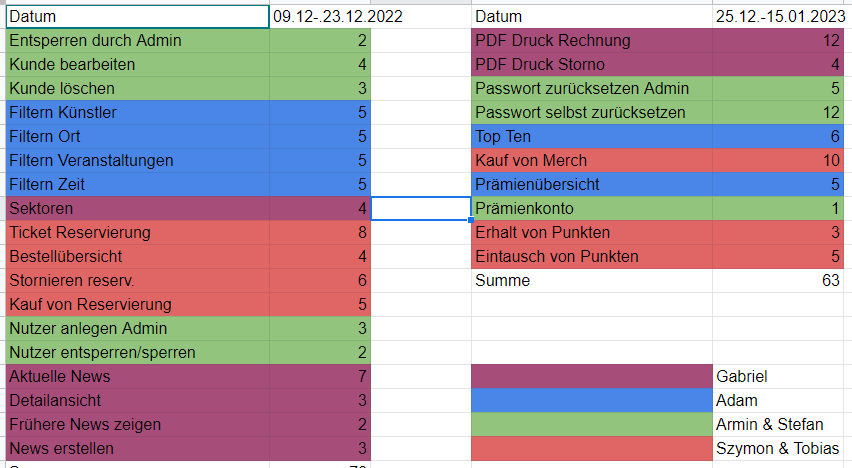 Datum 09.12-.23.12.2022
Entsperren durch Admin 2
Kunde bearbeiten 4
Kunde löschen 3
Filtern Künstler 5
Filtern Ort 5
Filtern Veranstaltungen 5
Filtern Zeit 5
Sektoren 4
Ticket Reservierung 8
Bestellübersicht 4
Stornieren reserv. 6
Kauf von Reservierung 5
Nutzer anlegen Admin 3
Nutzer entsperren/sperren 2
Aktuelle News 7
Detailansicht 3
Frühere News zeigen 2
News erstellen 3
Datum 25.12.-15.01.2023
PDF Druck Rechnung 12
PDF Druck Storno 4
Passwort zurücksetzen Admin 5
Passwort selbst zurücksetzen 12
Top Ten 6
Kauf von Merch 10
Prämienübersicht 5
Prämienkonto 1
Erhalt von Punkten 3
Eintausch von Punkten 5
Summe 63
Gabriel
Adam
Armin & Stefan
Szymon & Tobias